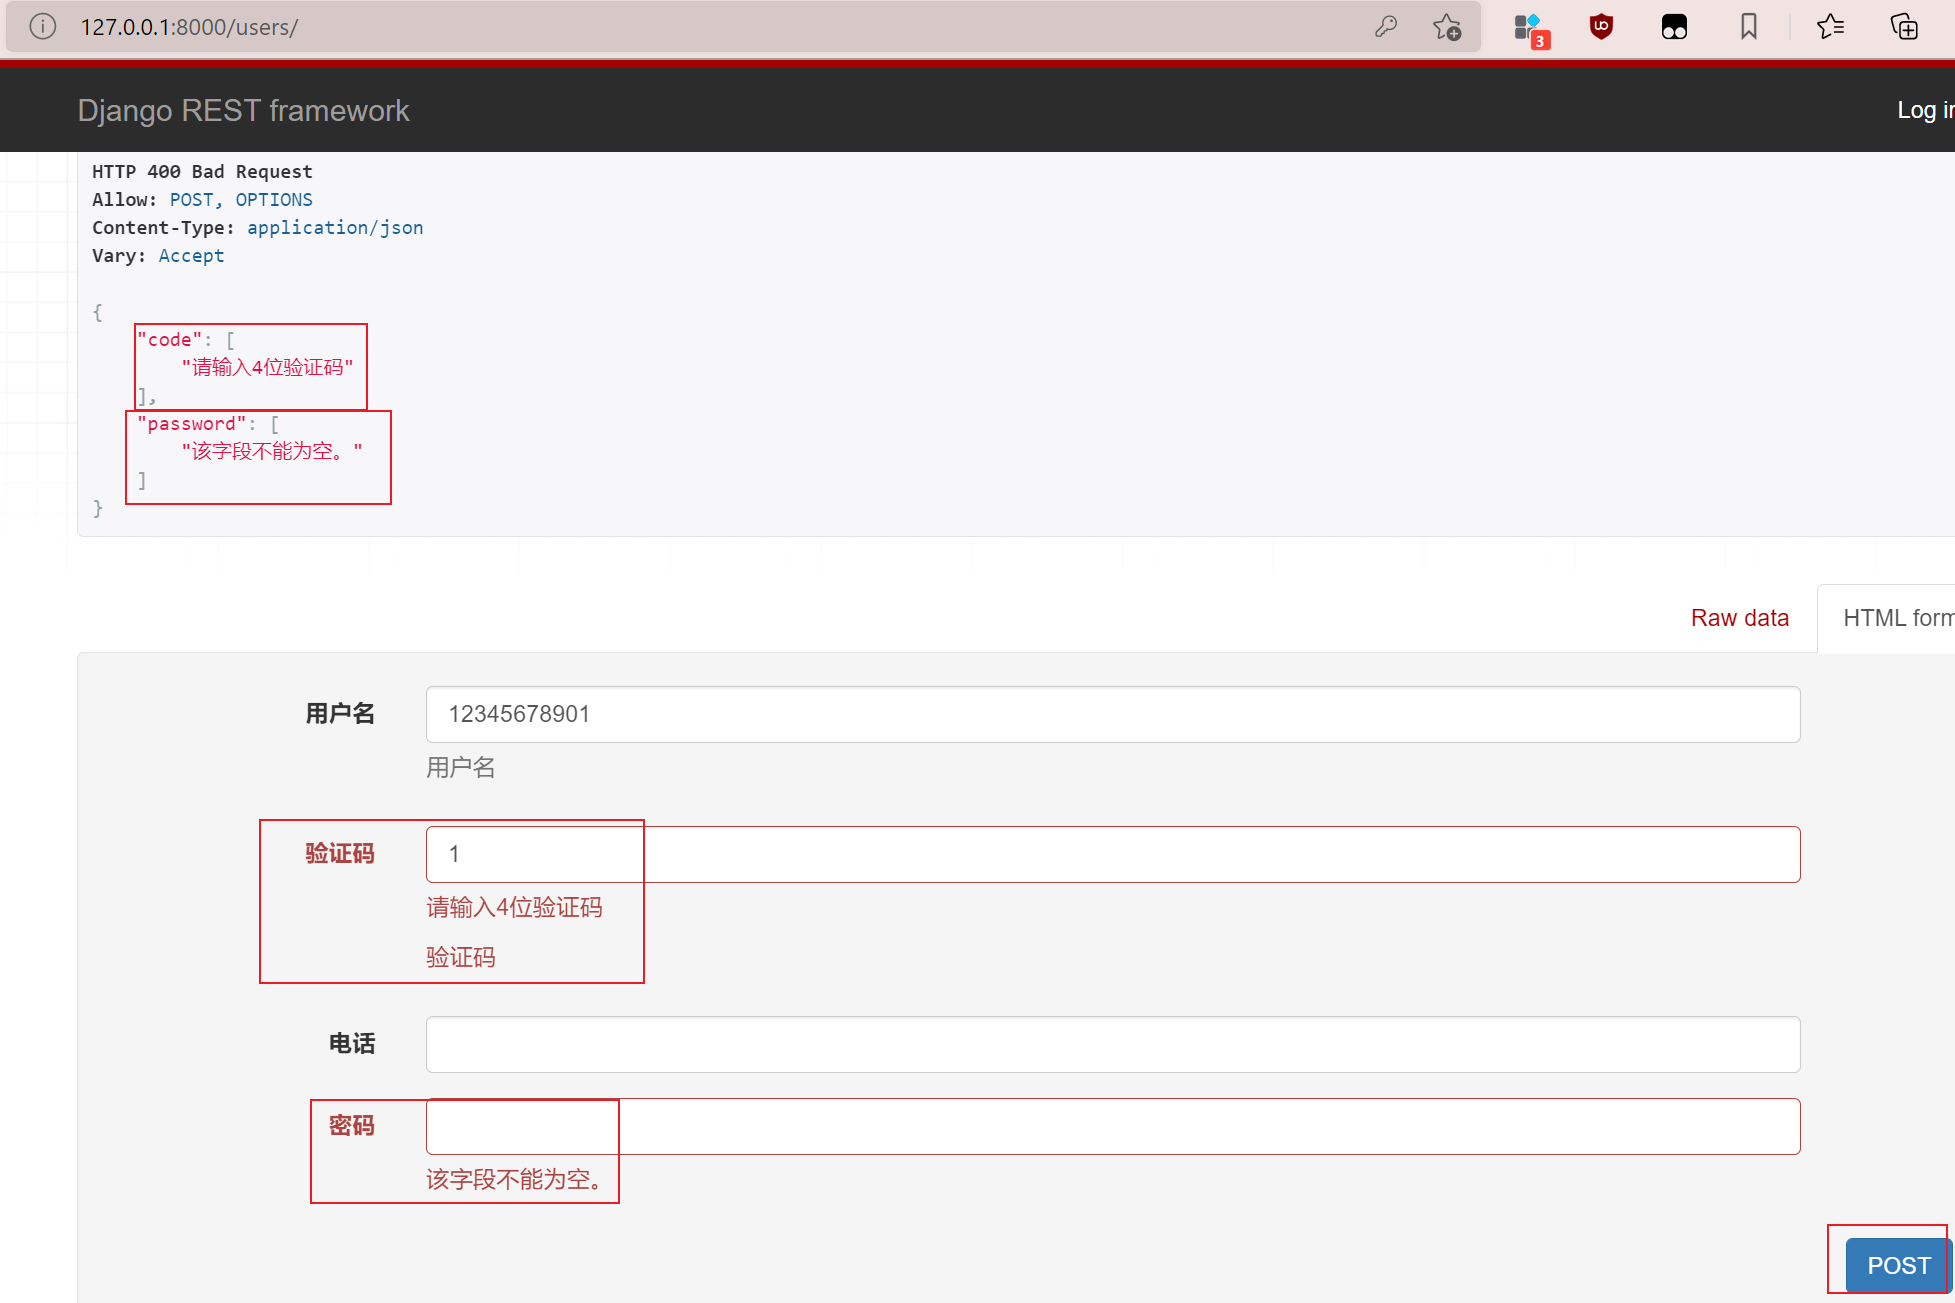 127.0.0.1:8000/users/
3
Django REST framework
Log in
HTTP 400 Bad Request
Allow: POST, OPTIONS
Content-Type: application/json
Vary: Accept
{
"code": [
"请输入4位验证码"
],
"password": [
"该字段不能为空。"
]
}
Raw data
HTML form
用户名
12345678901
用户名
验证码
1
请输入4位验证码
验证码
电话
密码
该字段不能为空。
POST